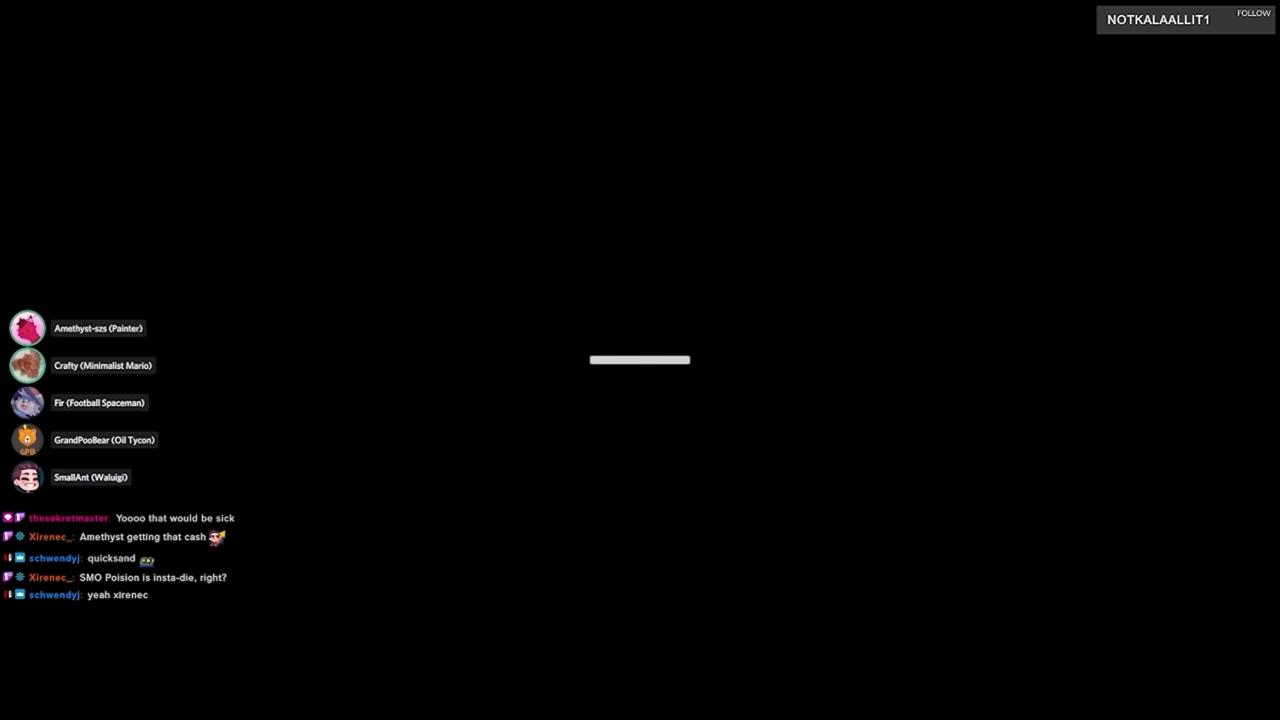 NOTKALAALLIT1
FOLLOW
Amethyst-szs (Painter)
Crafty (Minimalist Mario)
Fir (Football Spaceman)
GrandPooBear (Oil Tycon)
GPB
SmallAnt (Waluigi)
thesekretmaster: Yoooo that would be sick
Xirenec_: Amethyst getting that cash
schwendyj: quicksand
Xirenec_: SMO Poision is insta-die, right?
schwendyj: yeah xirenec